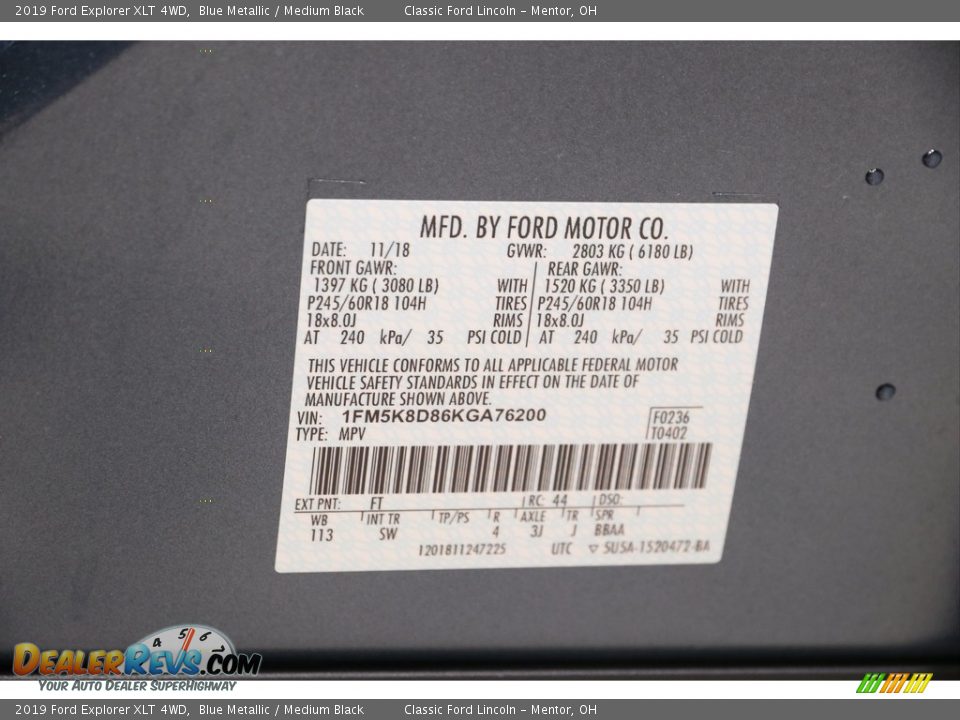 2019 Ford Explorer XLT 4WD, Blue Metallic / Medium Black Classic Ford Lincoln – Mentor, OH
MFD. BY FORD MOTOR CO.
DATE: 11/18 GVWR: 2803 KG ( 6180 LB)
FRONT GAWR: REAR GAWR:
1397 KG ( 3080 LB) WITH 1520 KG ( 3350 LB) WITH
P245/60R18 104H TIRES P245/60R18 104H TIRES
18x8.0J RIMS 18x8.0J RIMS
AT 240 kPa/ 35 PSI COLD AT 240 kPa/ 35 PSI COLD
THIS VEHICLE CONFORMS TO ALL APPLICABLE FEDERAL MOTOR
VEHICLE SAFETY STANDARDS IN EFFECT ON THE DATE OF
MANUFACTURE SHOWN ABOVE.
VIN: 1FM5K8D86KGA76200 F0236
TYPE: MPV T0402
EXT PNT: FT RC: 44 DSO:
WB INT TR TP/PS R AXLE TR SPR
113 SW 4 3J J BBAA
1201811247225 UTC ▽ SU5A-1520472-BA
4 5 6
DealerRevs.com
Your Auto Dealer SuperHighway
2019 Ford Explorer XLT 4WD, Blue Metallic / Medium Black Classic Ford Lincoln – Mentor, OH